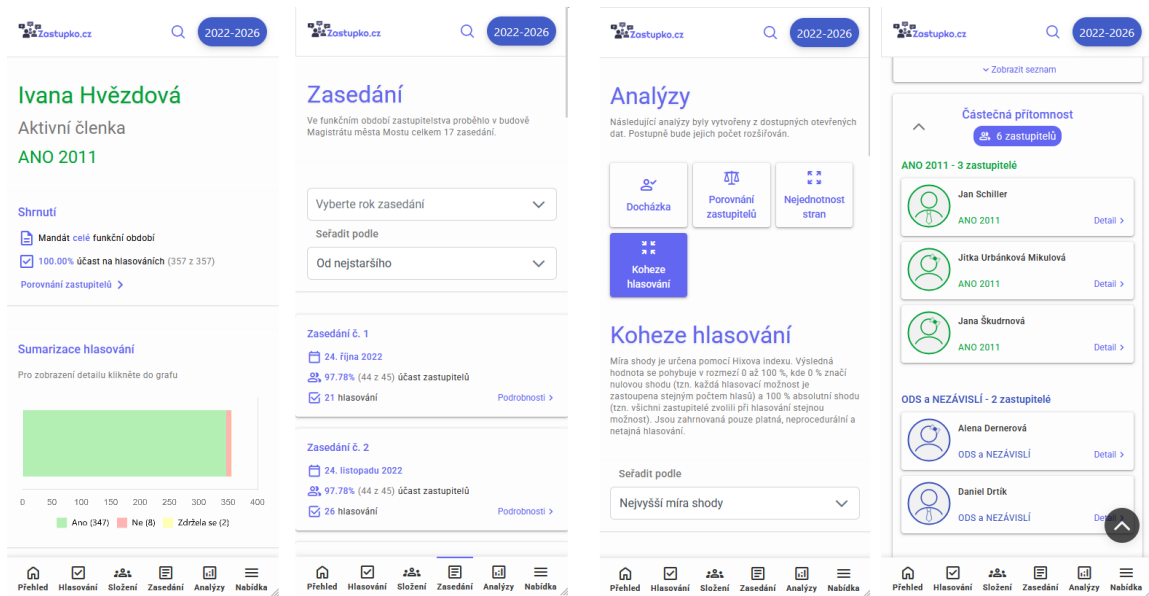 Zastupko.cz
2022-2026
Ivana Hvězdová
Aktivní členka
ANO 2011
Shrnutí
Mandát celé funkční období
100.00% účast na hlasováních (357 z 357)
Porovnání zastupitelů
Sumarizace hlasování
Pro zobrazení detailu klikněte do grafu
0 50 100 150 200 250 300 350 400
Ano (347) Ne (8) Zdržela se (2)
Přehled Hlasování Složení Zasedání Analýzy Nabídka
Zastupko.cz
2022-2026
Zasedání
Ve funkčním období zastupitelstva proběhlo v budově
Magistrátu města Mostu celkem 17 zasedání.
Vyberte rok zasedání
Seřadit podle
Od nejstaršího
Zasedání č. 1
24. října 2022
97.78% (44 z 45) účast zastupitelů
21 hlasování
Podrobnosti
Zasedání č. 2
24. listopadu 2022
97.78% (44 z 45) účast zastupitelů
26 hlasování
Podrobnosti
Přehled Hlasování Složení Zasedání Analýzy Nabídka
Zastupko.cz
2022-2026
Analýzy
Následující analýzy byly vytvořeny z dostupných otevřených
dat. Postupně bude jejich počet rozšiřován.
Docházka
Porovnání
zastupitelů
Nejednotnost
stran
Koheze
hlasování
Koheze hlasování
Míra shody je určena pomocí Hixova indexu. Výsledná
hodnota se pohybuje v rozmezí 0 až 100 %, kde 0 % značí
nulovou shodu (tzn. každá hlasovací možnost je
zastoupena stejným počtem hlasů) a 100 % absolutní shodu
(tzn. všichni zastupitelé zvolili při hlasování stejnou
možnost). Jsou zahrnovaná pouze platná, neprocedurální a
netajná hlasování.
Seřadit podle
Nejvyšší míra shody
Přehled Hlasování Složení Zasedání Analýzy Nabídka
Zastupko.cz
2022-2026
Zobrazit seznam
Částečná přítomnost
6 zastupitelů
ANO 2011 - 3 zastupitelé
Jan Schiller
ANO 2011
Detail
Jitka Urbánková Mikulová
ANO 2011
Detail
Jana Škudrnová
ANO 2011
Detail
ODS a NEZÁVISLÍ - 2 zastupitelé
Alena Dernerová
ODS a NEZÁVISLÍ
Detail
Daniel Drtík
ODS a NEZÁVISLÍ
Přehled Hlasování Složení Zasedání Analýzy Nabídka